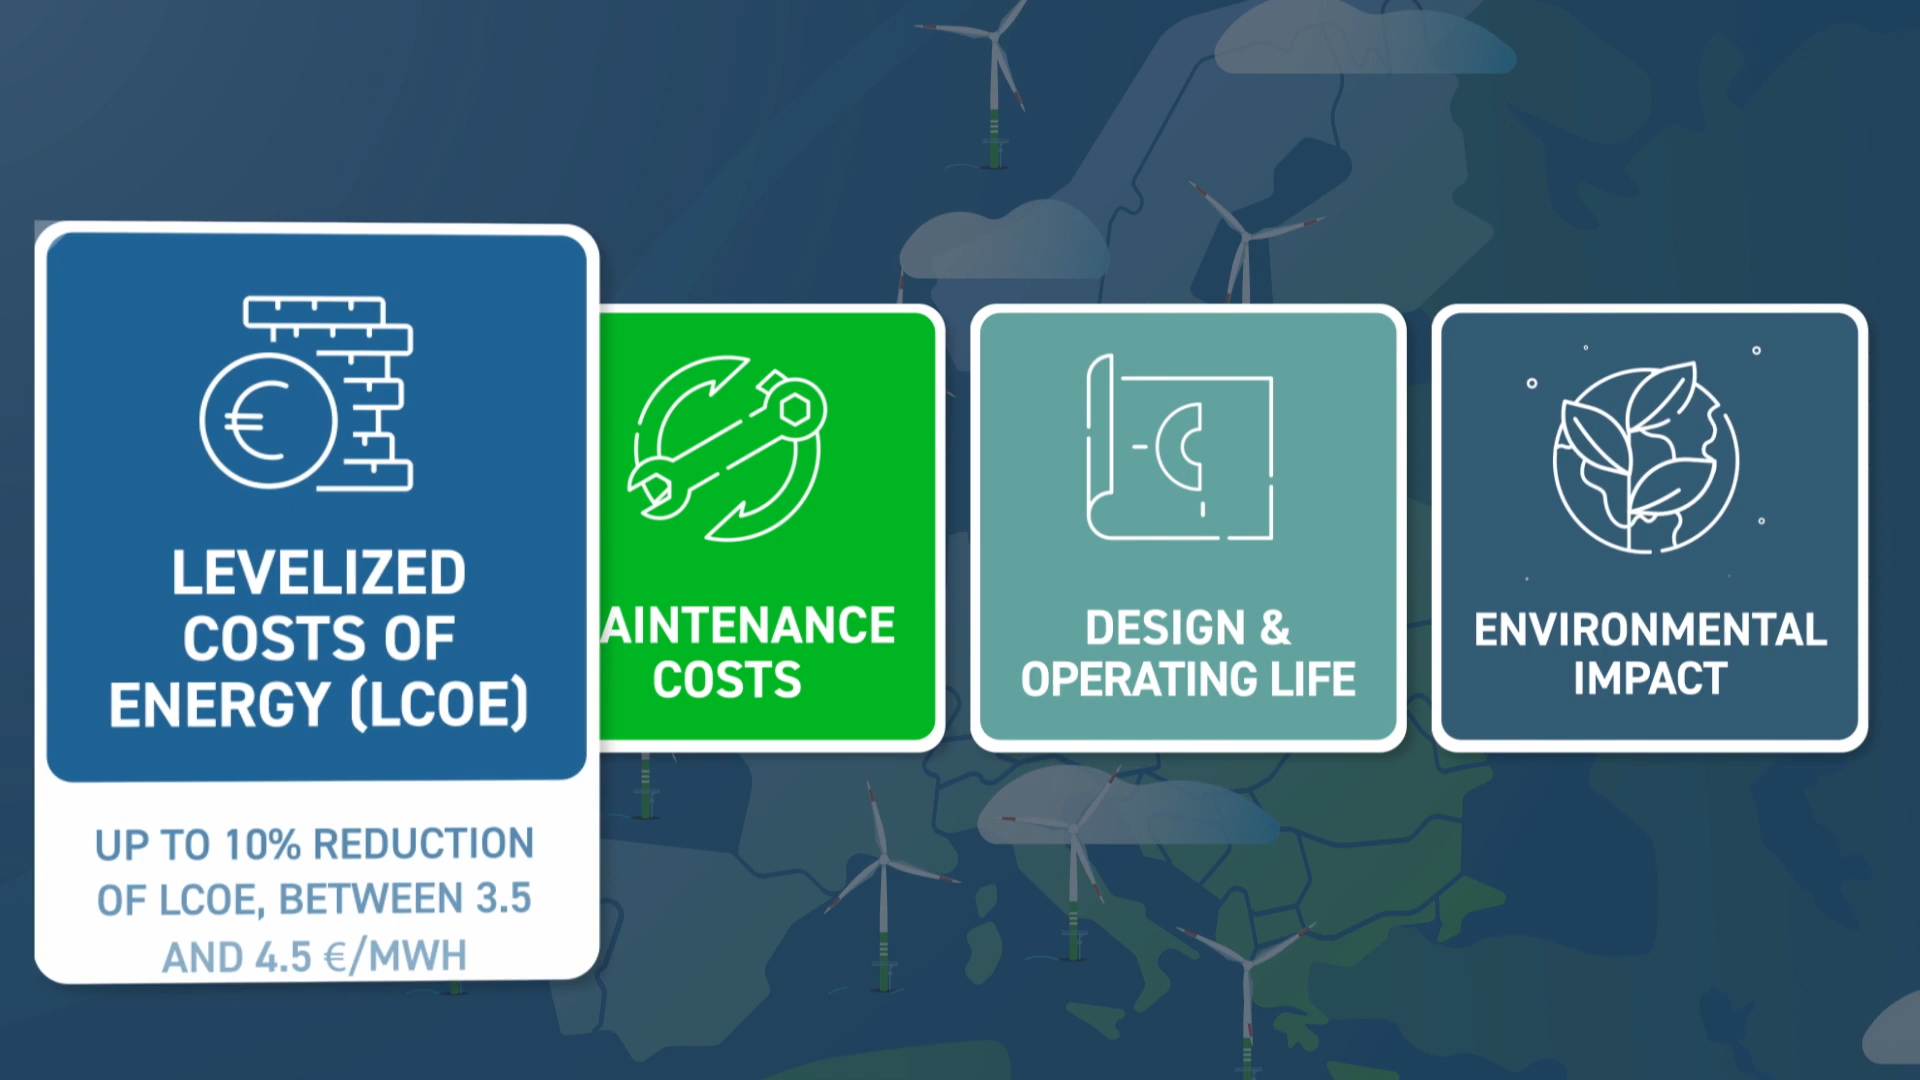 LEVELIZED
COSTS OF
ENERGY (LCOE)
UP TO 10% REDUCTION
OF LCOE, BETWEEN 3.5
AND 4.5 €/MWH
AINTENANCE
COSTS
DESIGN &
OPERATING LIFE
ENVIRONMENTAL
IMPACT